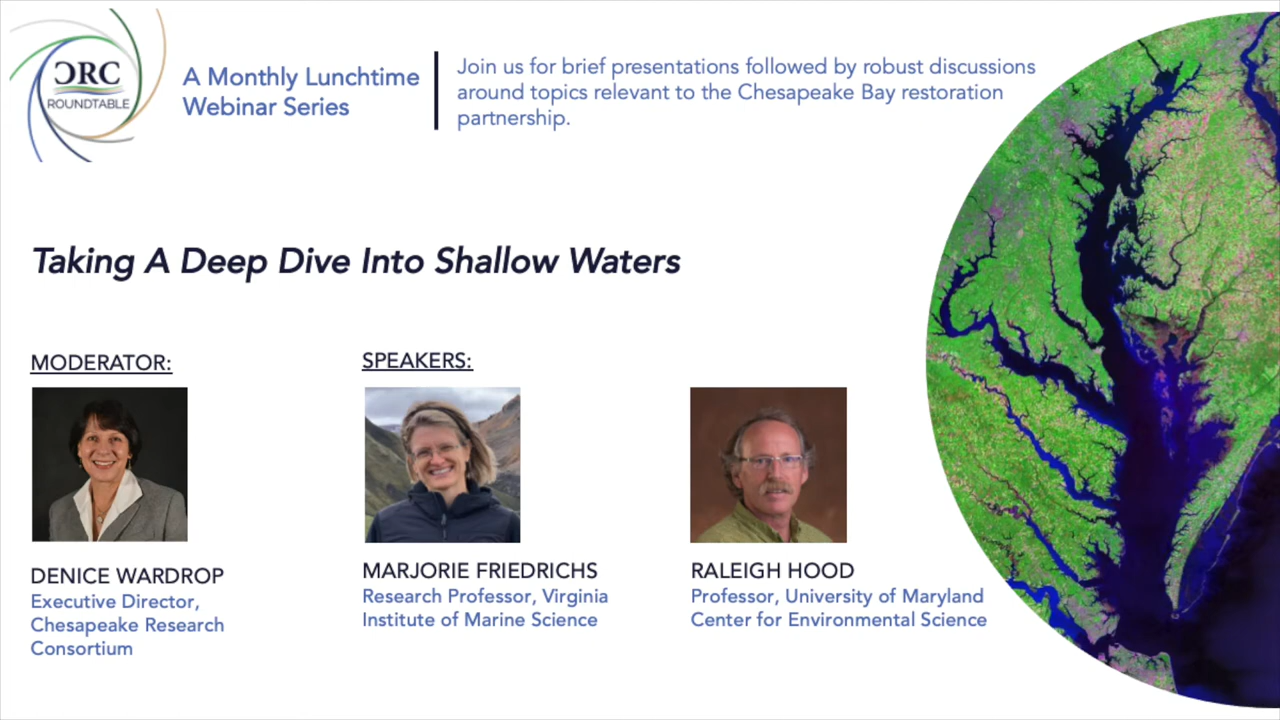 CRC
ROUNDTABLE
A Monthly Lunchtime
Webinar Series
Join us for brief presentations followed by robust discussions
around topics relevant to the Chesapeake Bay restoration
partnership.
Taking A Deep Dive Into Shallow Waters
MODERATOR:
SPEAKERS:
DENICE WARDROP
Executive Director,
Chesapeake Research
Consortium
MARJORIE FRIEDRICHS
Research Professor, Virginia
Institute of Marine Science
RALEIGH HOOD
Professor, University of Maryland
Center for Environmental Science